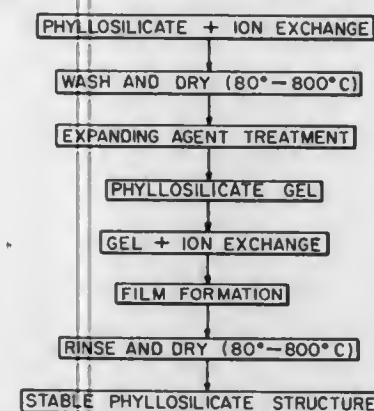 PHYLLOSILICATE + ION EXCHANGE
WASH AND DRY (80°-800°C)
EXPANDING AGENT TREATMENT
PHYLLOSILICATE GEL
GEL + ION EXCHANGE
FILM FORMATION
RINSE AND DRY (80°-800°C)
STABLE PHYLLOSILICATE STRUCTURE